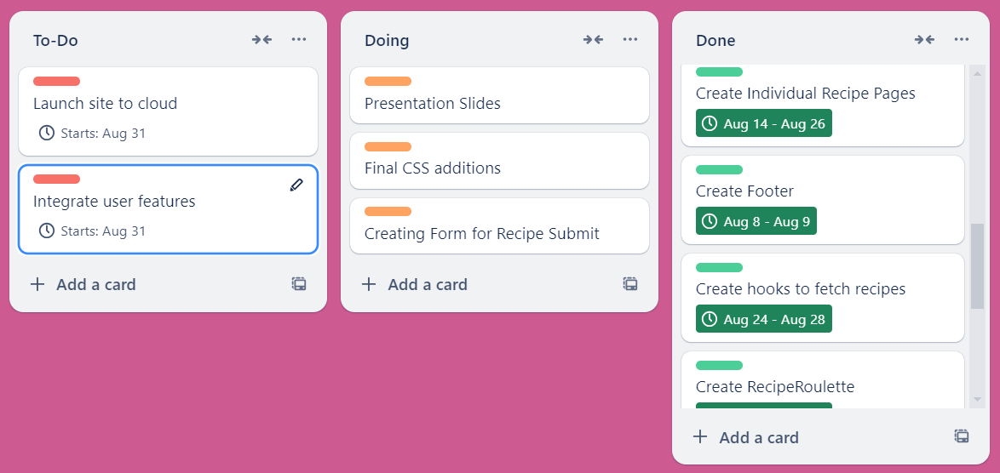 To-Do
Launch site to cloud
Starts: Aug 31
Integrate user features
Starts: Aug 31
Add a card
Doing
Presentation Slides
Final CSS additions
Creating Form for Recipe Submit
Add a card
Done
Create Individual Recipe Pages
Aug 14 - Aug 26
Create Footer
Aug 8 - Aug 9
Create hooks to fetch recipes
Aug 24 - Aug 28
Create RecipeRoulette
Add a card